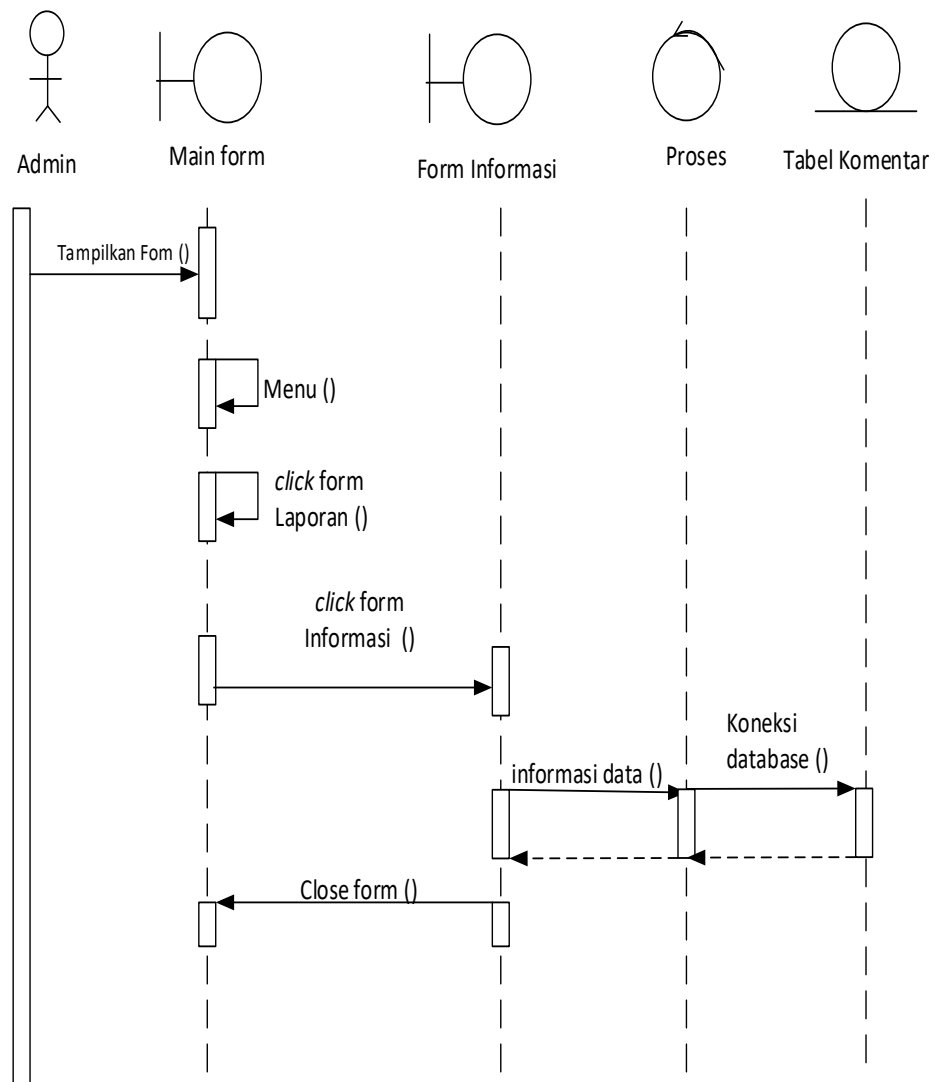 Admin
Main form
Form Informasi
Proses
Tabel Komentar
Tampilkan Fom ()
Menu ()
click form
Laporan ()
click form
Informasi  ()
Koneksi
database ()
informasi data ()
Close form ()